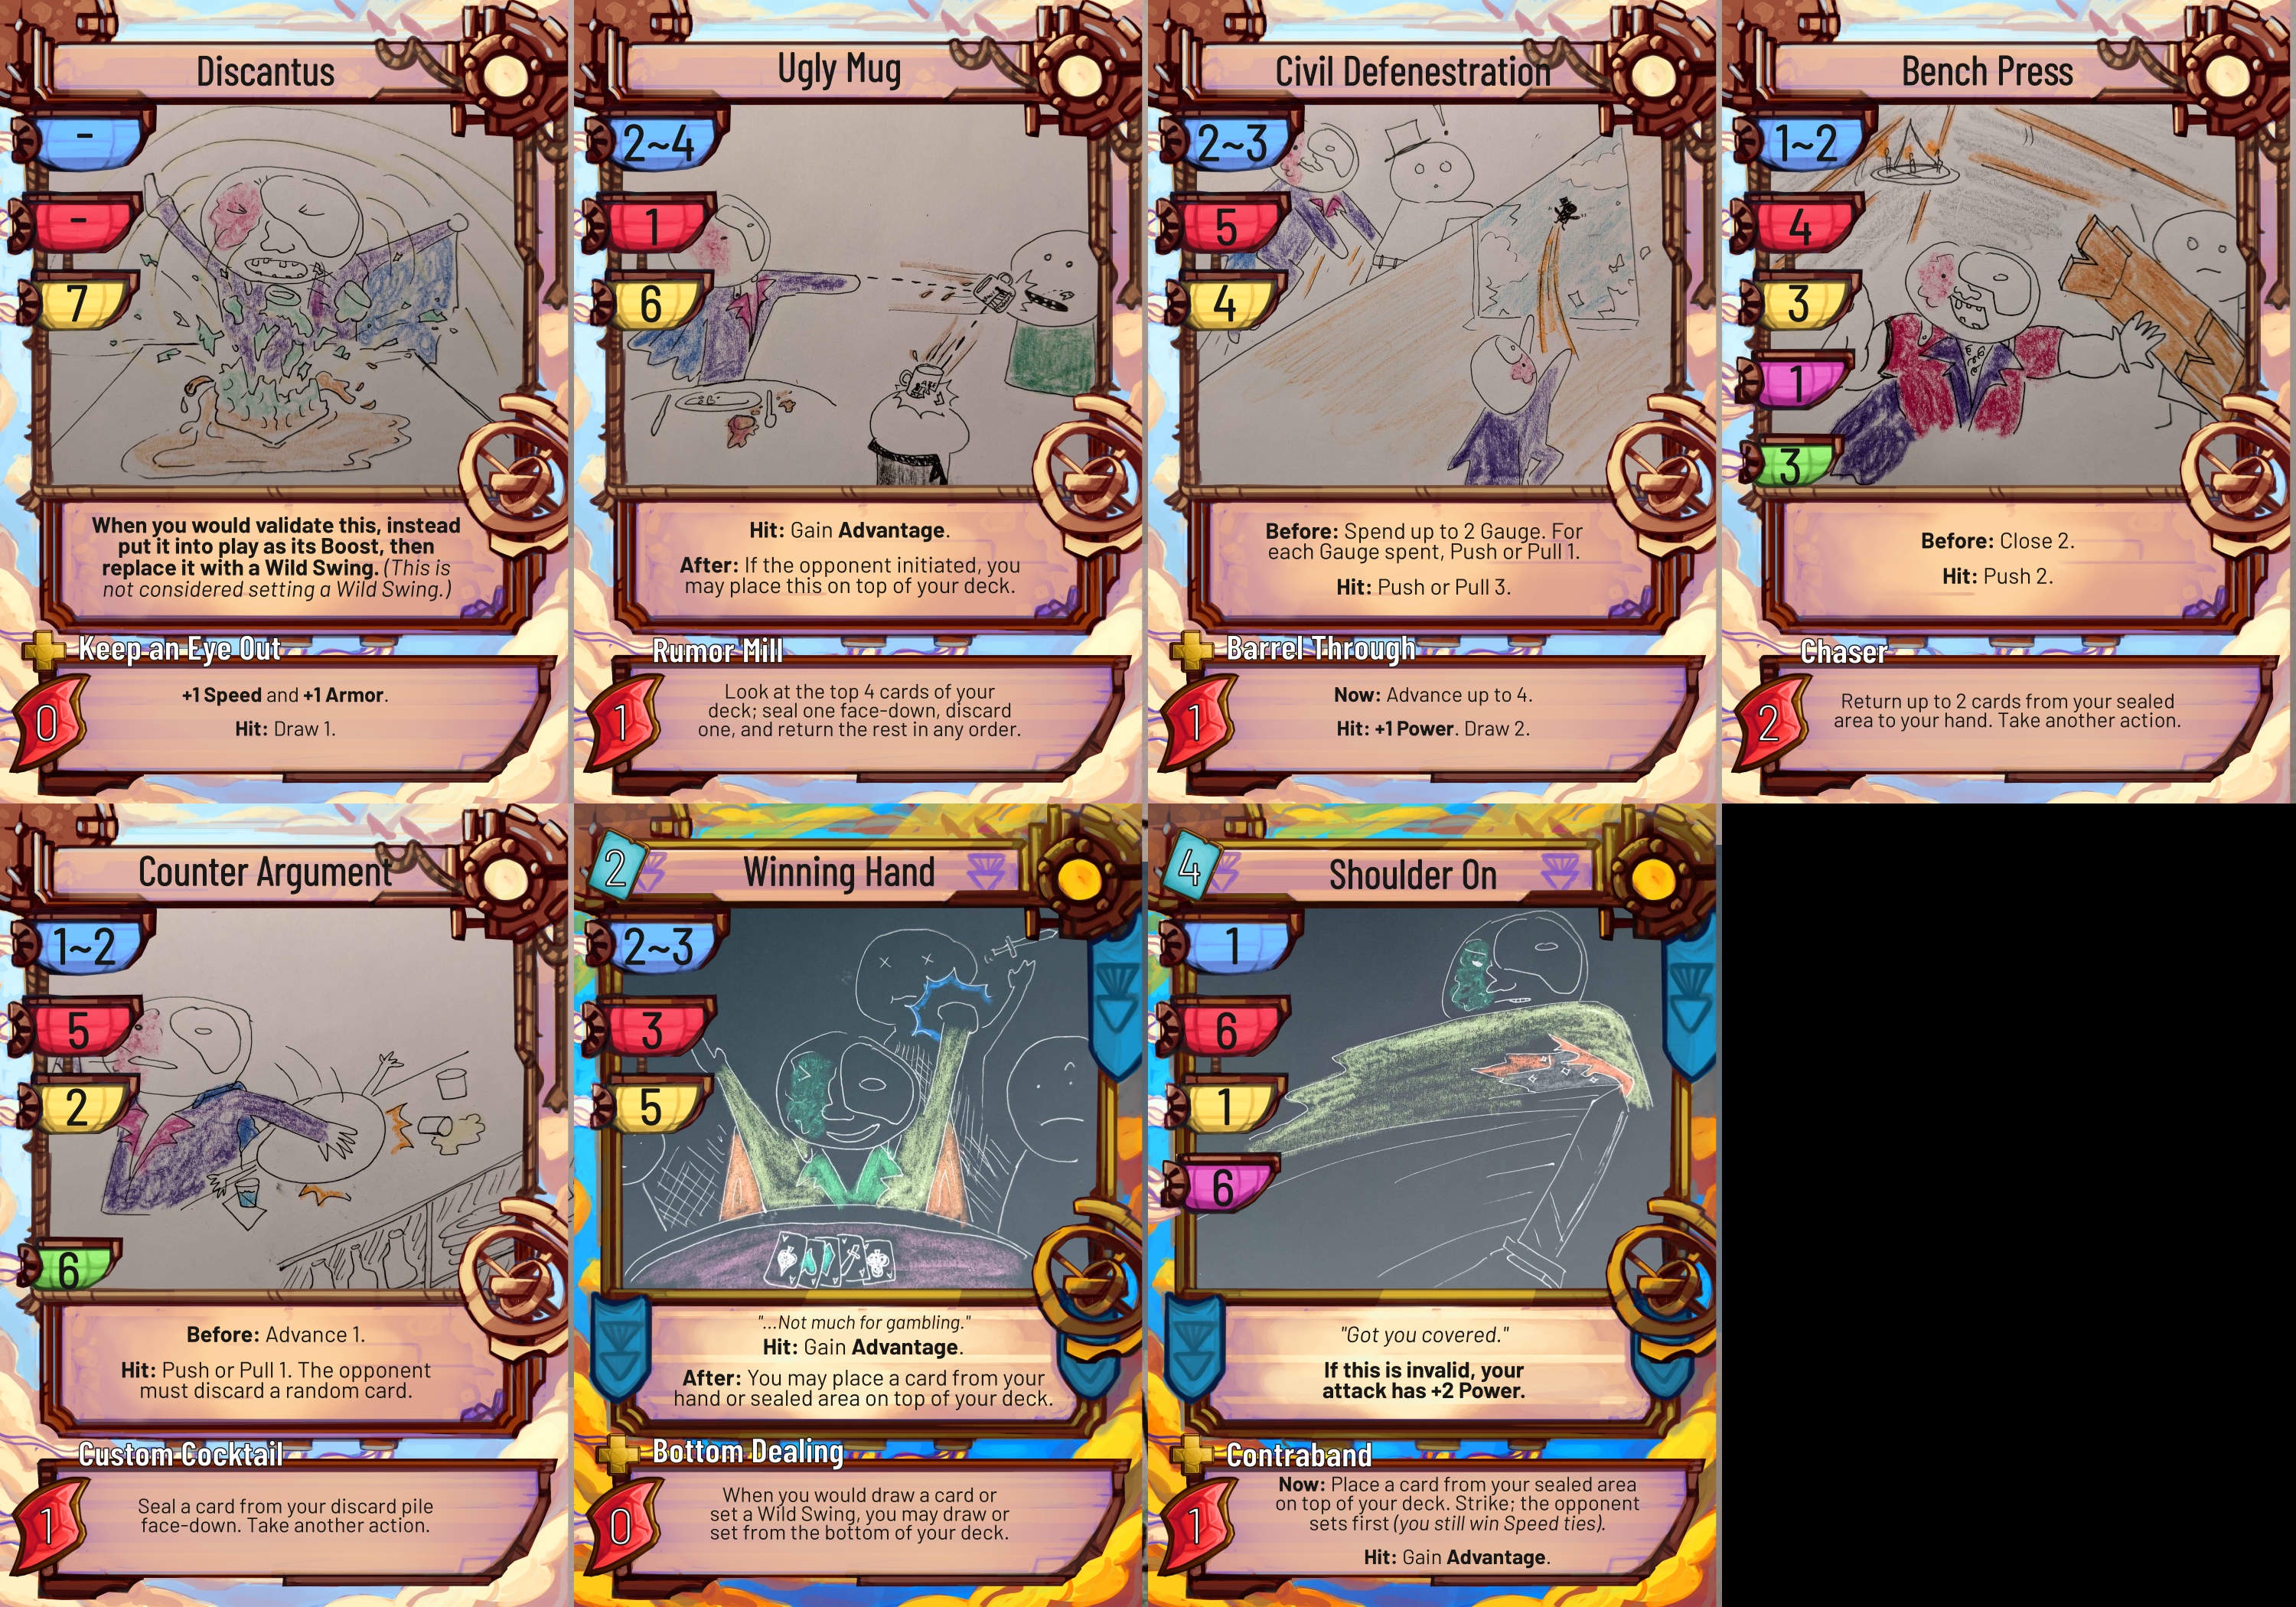 Discantus
-
-
7
When you would validate this, instead
put it into play as its Boost, then
replace it with a Wild Swing. (This is
not considered setting a Wild Swing.)
Keep an Eye Out
0
+1 Speed and +1 Armor.
Hit: Draw 1.
Ugly Mug
2~4
1
6
Hit: Gain Advantage.
After: If the opponent initiated, you
may place this on top of your deck.
Rumor Mill
1
Look at the top 4 cards of your
deck; seal one face-down, discard
one, and return the rest in any order.
Civil Defenestration
2~3
5
4
Before: Spend up to 2 Gauge. For
each Gauge spent, Push or Pull 1.
Hit: Push or Pull 3.
Barrel Through
1
Now: Advance up to 4.
Hit: +1 Power. Draw 2.
Bench Press
1~2
4
3
1
3
Before: Close 2.
Hit: Push 2.
Chaser
2
Return up to 2 cards from your sealed
area to your hand. Take another action.
Counter Argument
1~2
5
2
6
Before: Advance 1.
Hit: Push or Pull 1. The opponent
must discard a random card.
Custom Cocktail
1
Seal a card from your discard pile
face-down. Take another action.
2
Winning Hand
2~3
3
5
"...Not much for gambling."
Hit: Gain Advantage.
After: You may place a card from your
hand or sealed area on top of your deck.
Bottom Dealing
0
When you would draw a card or
set a Wild Swing, you may draw or
set from the bottom of your deck.
4
Shoulder On
1
6
1
6
"Got you covered."
If this is invalid, your
attack has +2 Power.
Contraband
1
Now: Place a card from your sealed area
on top of your deck. Strike; the opponent
sets first (you still win Speed ties).
Hit: Gain Advantage.